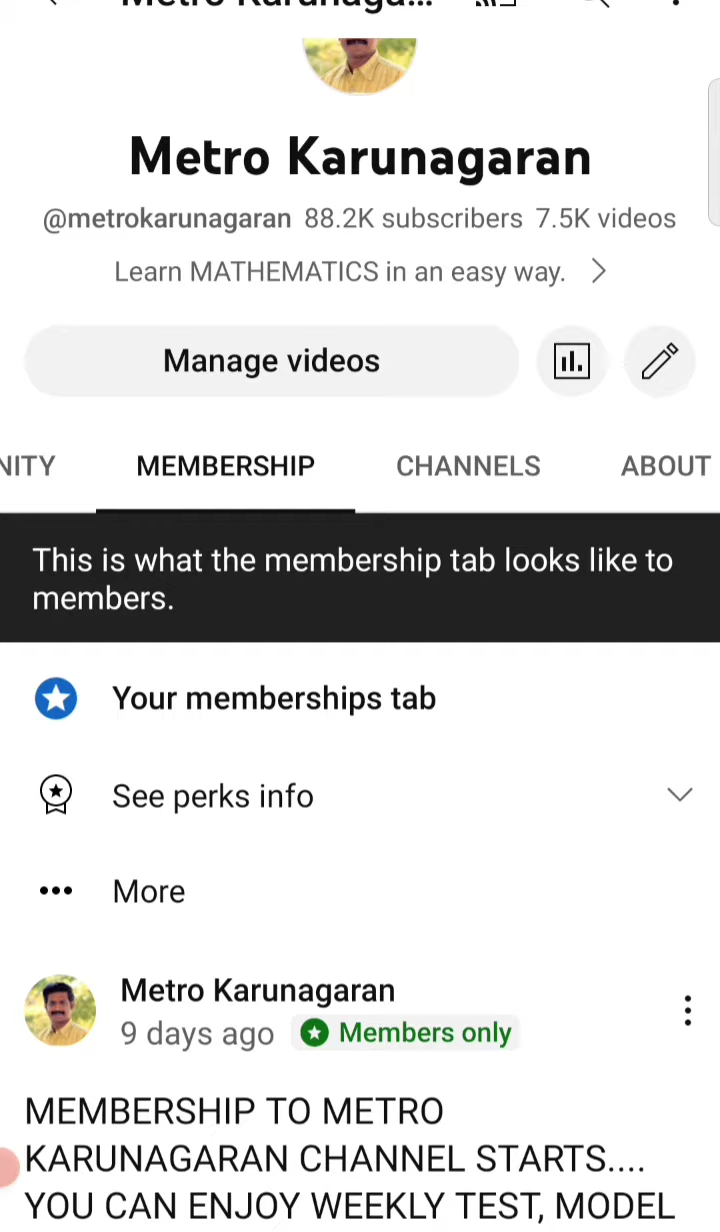 Metro Karunaga...
Metro Karunagaran
@metrokarunagaran 88.2K subscribers 7.5K videos
Learn MATHEMATICS in an easy way.
Manage videos
NITY MEMBERSHIP CHANNELS ABOUT
This is what the membership tab looks like to
members.
Your memberships tab
See perks info
More
Metro Karunagaran
9 days ago Members only
MEMBERSHIP TO METRO
KARUNAGARAN CHANNEL STARTS....
YOU CAN ENJOY WEEKLY TEST, MODEL